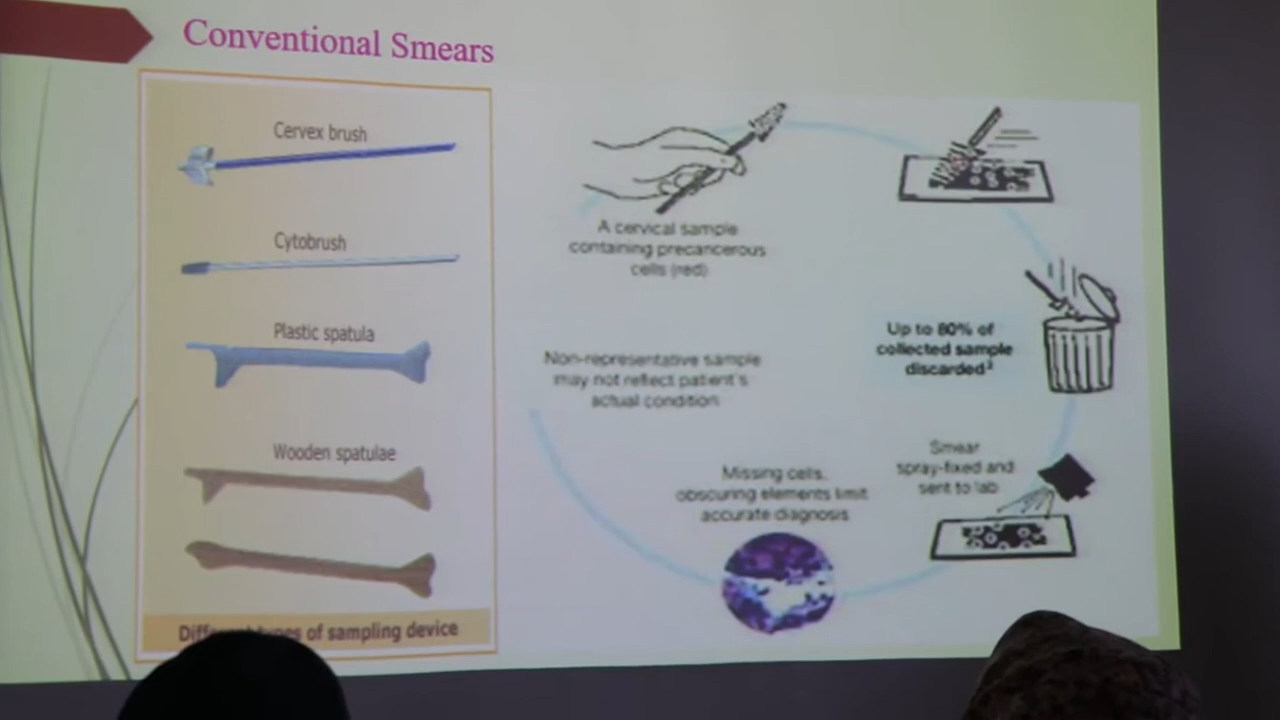 Conventional Smears
Cervex brush
Cytobrush
Plastic spatula
Wooden spatulae
Different types of sampling device
A cervical sample
containing precancerous
cells (red)
Up to 80% of
collected sample
discarded
Smear
spray-fixed and
sent to lab
Missing cells,
obscuring elements limit
accurate diagnosis
Non-representative sample
may not reflect patient's
actual condition